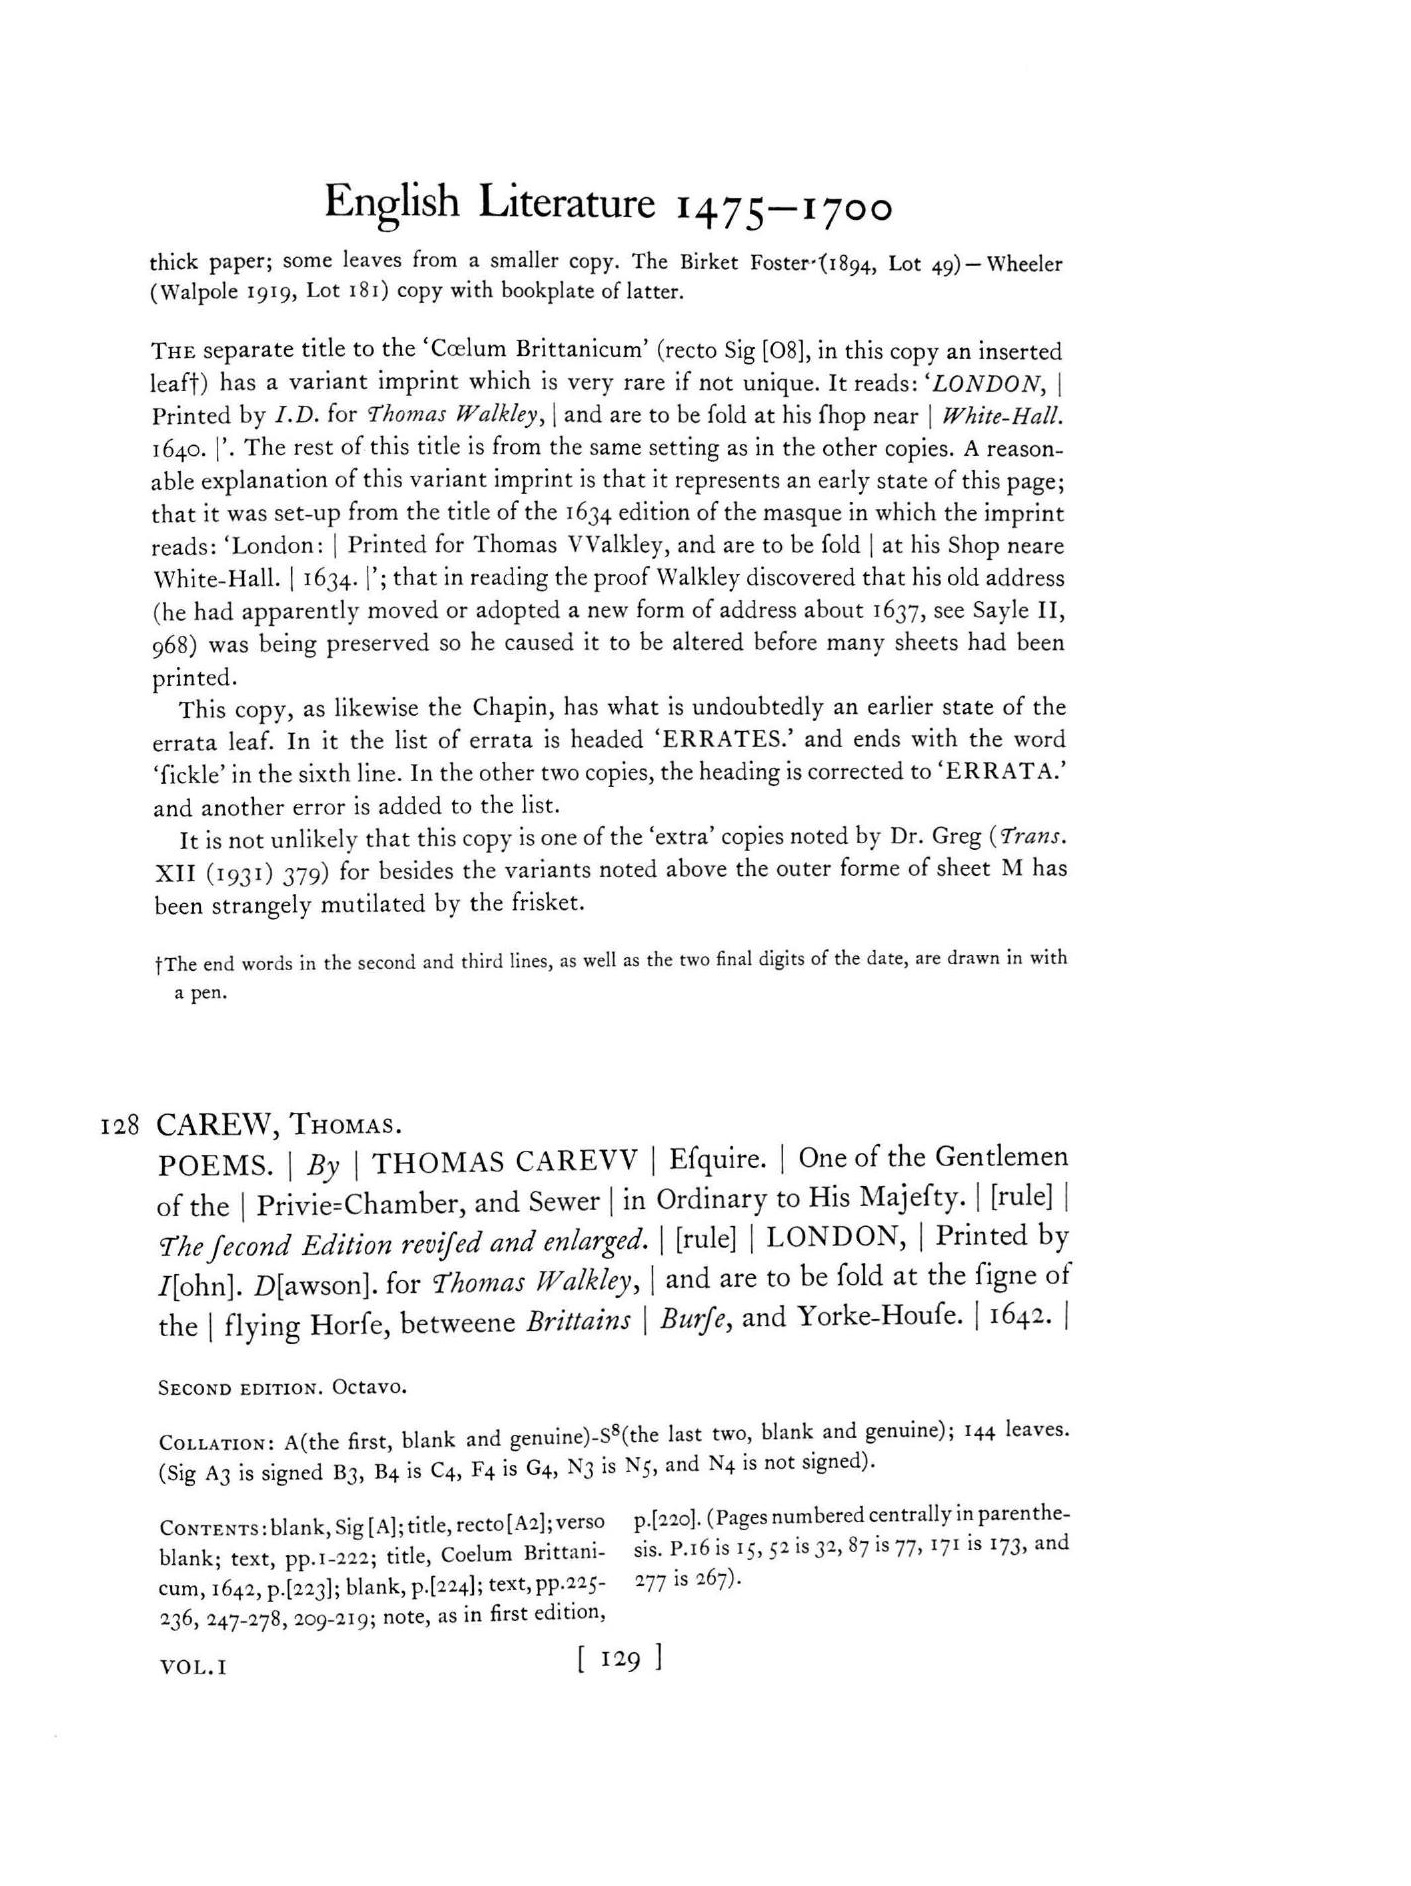 English Literature 1475–1700
thick paper; some leaves from a smaller copy. The Birket Foster (1894, Lot 49)—Wheeler
(Walpole 1919, Lot 181) copy with bookplate of latter.
THE separate title to the ‘Cœlum Brittanicum’ (recto Sig [O8], in this copy an inserted
leaf†) has a variant imprint which is very rare if not unique. It reads: ‘LONDON, |
Printed by I.D. for Thomas Walkley, | and are to be ſold at his ſhop near | White-Hall.
1640. |’. The rest of this title is from the same setting as in the other copies. A reason-
able explanation of this variant imprint is that it represents an early state of this page;
that it was set-up from the title of the 1634 edition of the masque in which the imprint
reads: ‘London: | Printed for Thomas VValkley, and are to be ſold | at his Shop neare
White-Hall. | 1634. |’; that in reading the proof Walkley discovered that his old address
(he had apparently moved or adopted a new form of address about 1637, see Sayle II,
968) was being preserved so he caused it to be altered before many sheets had been
printed.
This copy, as likewise the Chapin, has what is undoubtedly an earlier state of the
errata leaf. In it the list of errata is headed ‘ERRATES.’ and ends with the word
‘ſickle’ in the sixth line. In the other two copies, the heading is corrected to ‘ERRATA.’
and another error is added to the list.
It is not unlikely that this copy is one of the ‘extra’ copies noted by Dr. Greg (Trans.
XII (1931) 379) for besides the variants noted above the outer forme of sheet M has
been strangely mutilated by the frisket.
†The end words in the second and third lines, as well as the two final digits of the date, are drawn in with
a pen.
128 CAREW, THOMAS.
POEMS. | By | THOMAS CAREVV | Eſquire. | One of the Gentlemen
of the | Privie=Chamber, and Sewer | in Ordinary to His Majeſty. | [rule] |
The ſecond Edition reviſed and enlarged. | [rule] | LONDON, | Printed by
I[ohn]. D[awson]. for Thomas Walkley, | and are to be ſold at the ſigne of
the | flying Horſe, betweene Brittains | Burſe, and Yorke-Houſe. | 1642. |
SECOND EDITION. Octavo.
COLLATION: A(the first, blank and genuine)-S⁸(the last two, blank and genuine); 144 leaves.
(Sig A3 is signed B3, B4 is C4, F4 is G4, N3 is N5, and N4 is not signed).
CONTENTS: blank, Sig [A]; title, recto [A2]; verso
blank; text, pp.1-222; title, Coelum Brittani-
cum, 1642, p.[223]; blank, p.[224]; text, pp.225-
236, 247-278, 209-219; note, as in first edition,
p.[220]. (Pages numbered centrally in parenthe-
sis. P.16 is 15, 52 is 32, 87 is 77, 171 is 173, and
277 is 267).
VOL.I
[ 129 ]